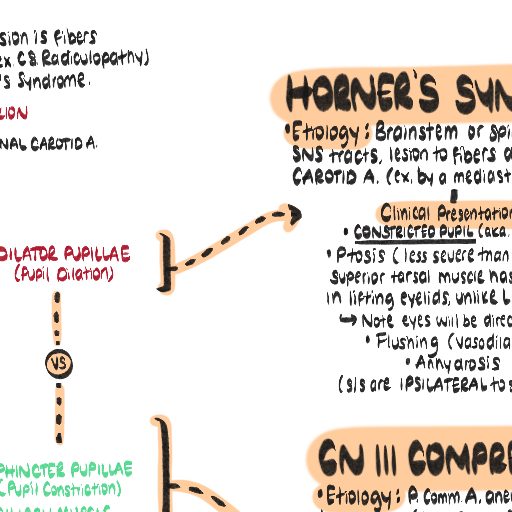 sion is fibers
ex. C8 Radiculopathy)
's Syndrome.
LION
NAL CAROTID A.
DILATOR PUPILLAE
(Pupil Dilation)
VS
PHINCTER PUPILLAE
(Pupil Constriction)
HORNER'S SYN
•Etiology: Brainstem or Spi
SNS tracts, lesion to fibers a
CAROTID A. (ex. by a mediast
Clinical Presentation
• CONSTRICTED PUPIL (aka.
• Ptosis (less severe than
Superior tarsal muscle has
in lifting eyelids, unlike L
↳ Note eyes will be direc
• Flushing (vasodila
• Anhydrosis
(s)s are IPSILATERAL to s
CN III COMPRE
•Etiology: P. Comm. A. ane